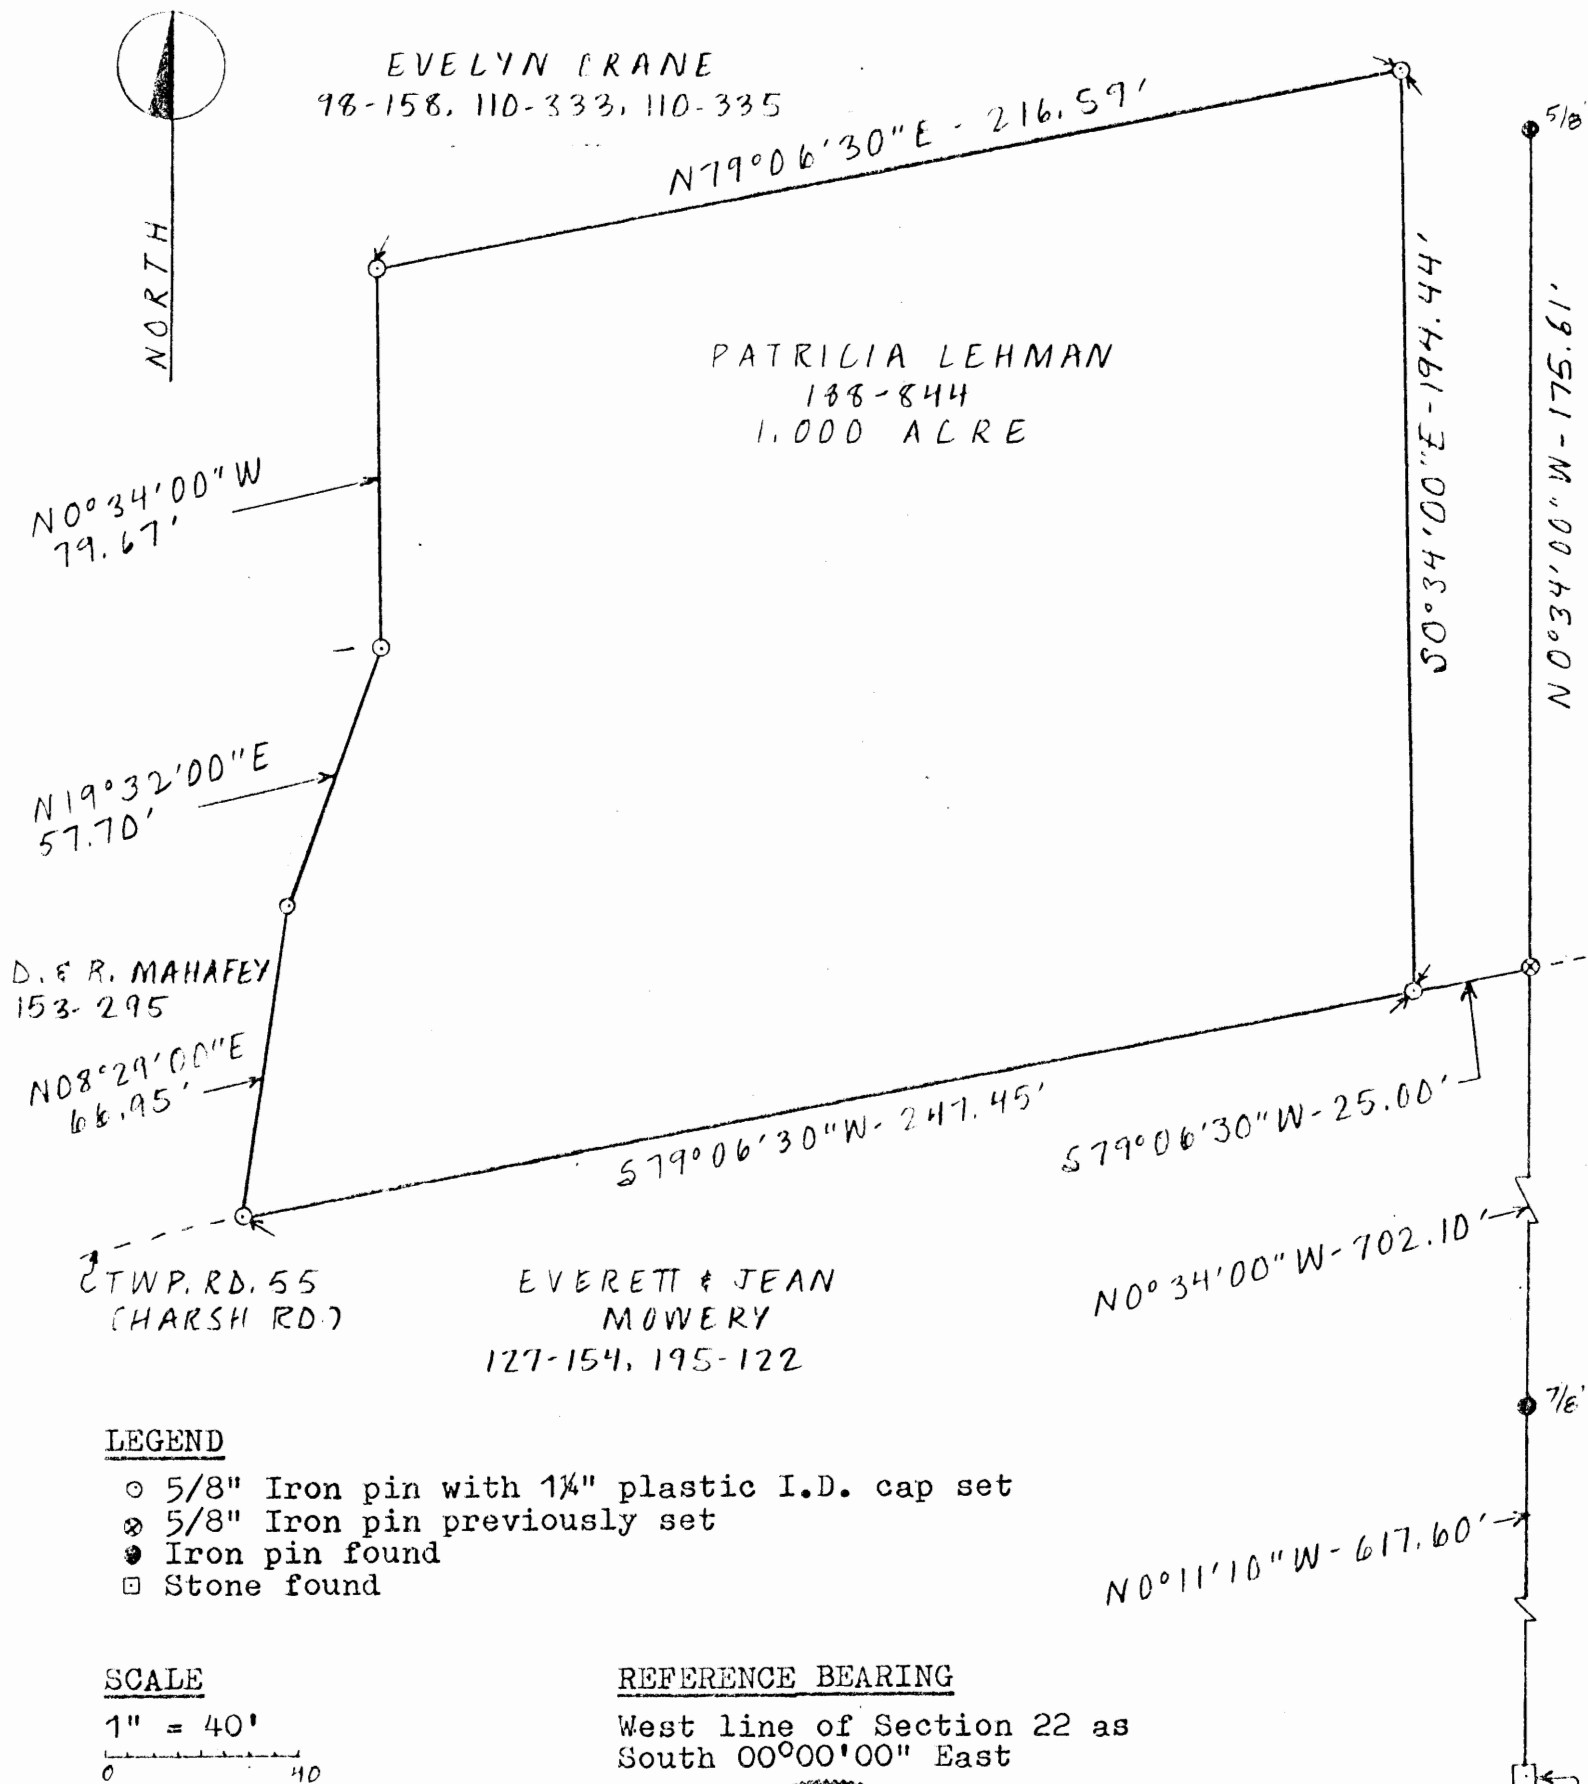 EVELYN CRANE
98-158, 110-333, 110-335
N79°06'30"E - 216.59'
5/8"
NORTH
S0°34'00"E - 194.44'
N0°34'00"W - 175.61'
PATRICIA LEHMAN
188-844
1.000 ACRE
N0°34'00"W
79.67'
N19°32'00"E
57.70'
D. & R. MAHAFEY
153-295
N08°29'00"E
66.95'
S79°06'30"W - 247.45'
S79°06'30"W - 25.00'
N0°34'00"W - 702.10'
TWP. RD. 55
(HARSH RD.)
EVERETT & JEAN
MOWERY
127-154, 195-122
7/8"
N0°11'10"W - 617.60'
LEGEND
5/8" Iron pin with 1¼" plastic I.D. cap set
5/8" Iron pin previously set
Iron pin found
Stone found
SCALE
1" = 40'
0 40
REFERENCE BEARING
West line of Section 22 as
South 00°00'00" East